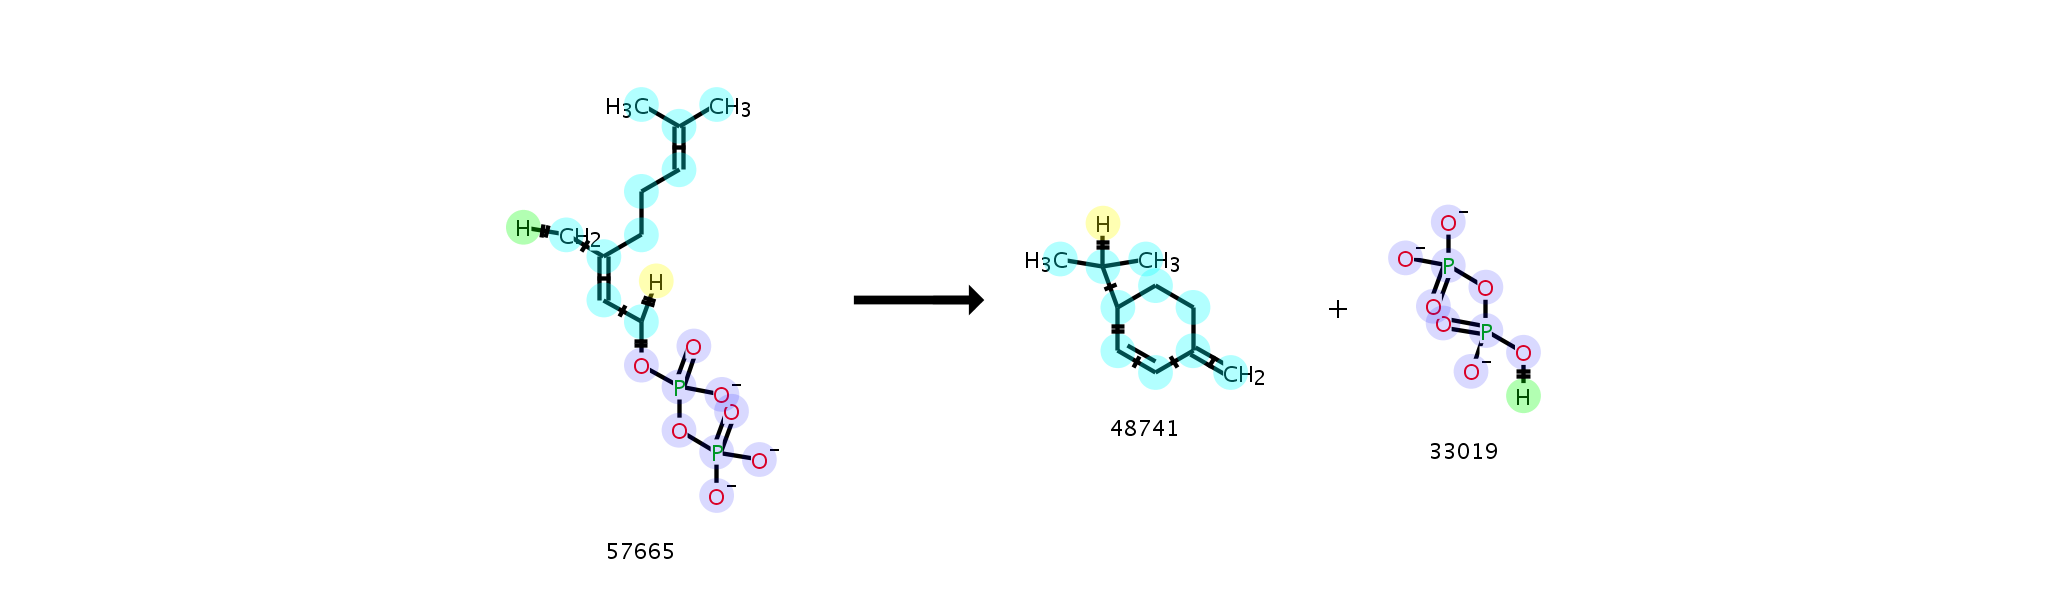 H3C CH3
H CH2
H
O O
P O−
O
O P O−
O−
57665
H
H3C CH3
CH2
48741
+
O−
O− P
O O
O P O
O−
H
33019